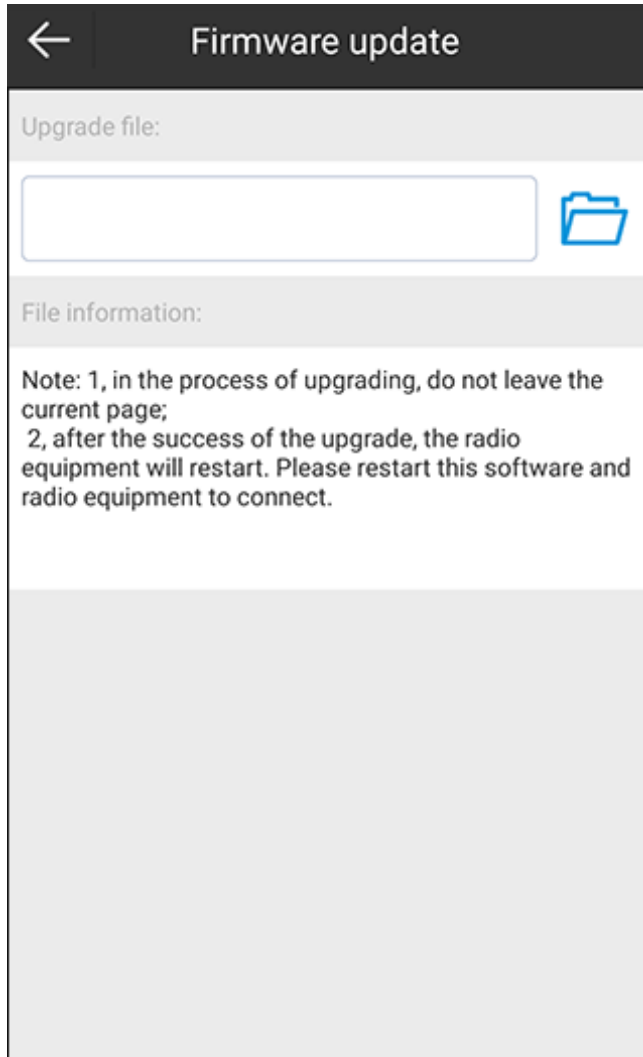 Firmware update
Upgrade file:
File information:
Note: 1, in the process of upgrading, do not leave the
current page;
2, after the success of the upgrade, the radio
equipment will restart. Please restart this software and
radio equipment to connect.